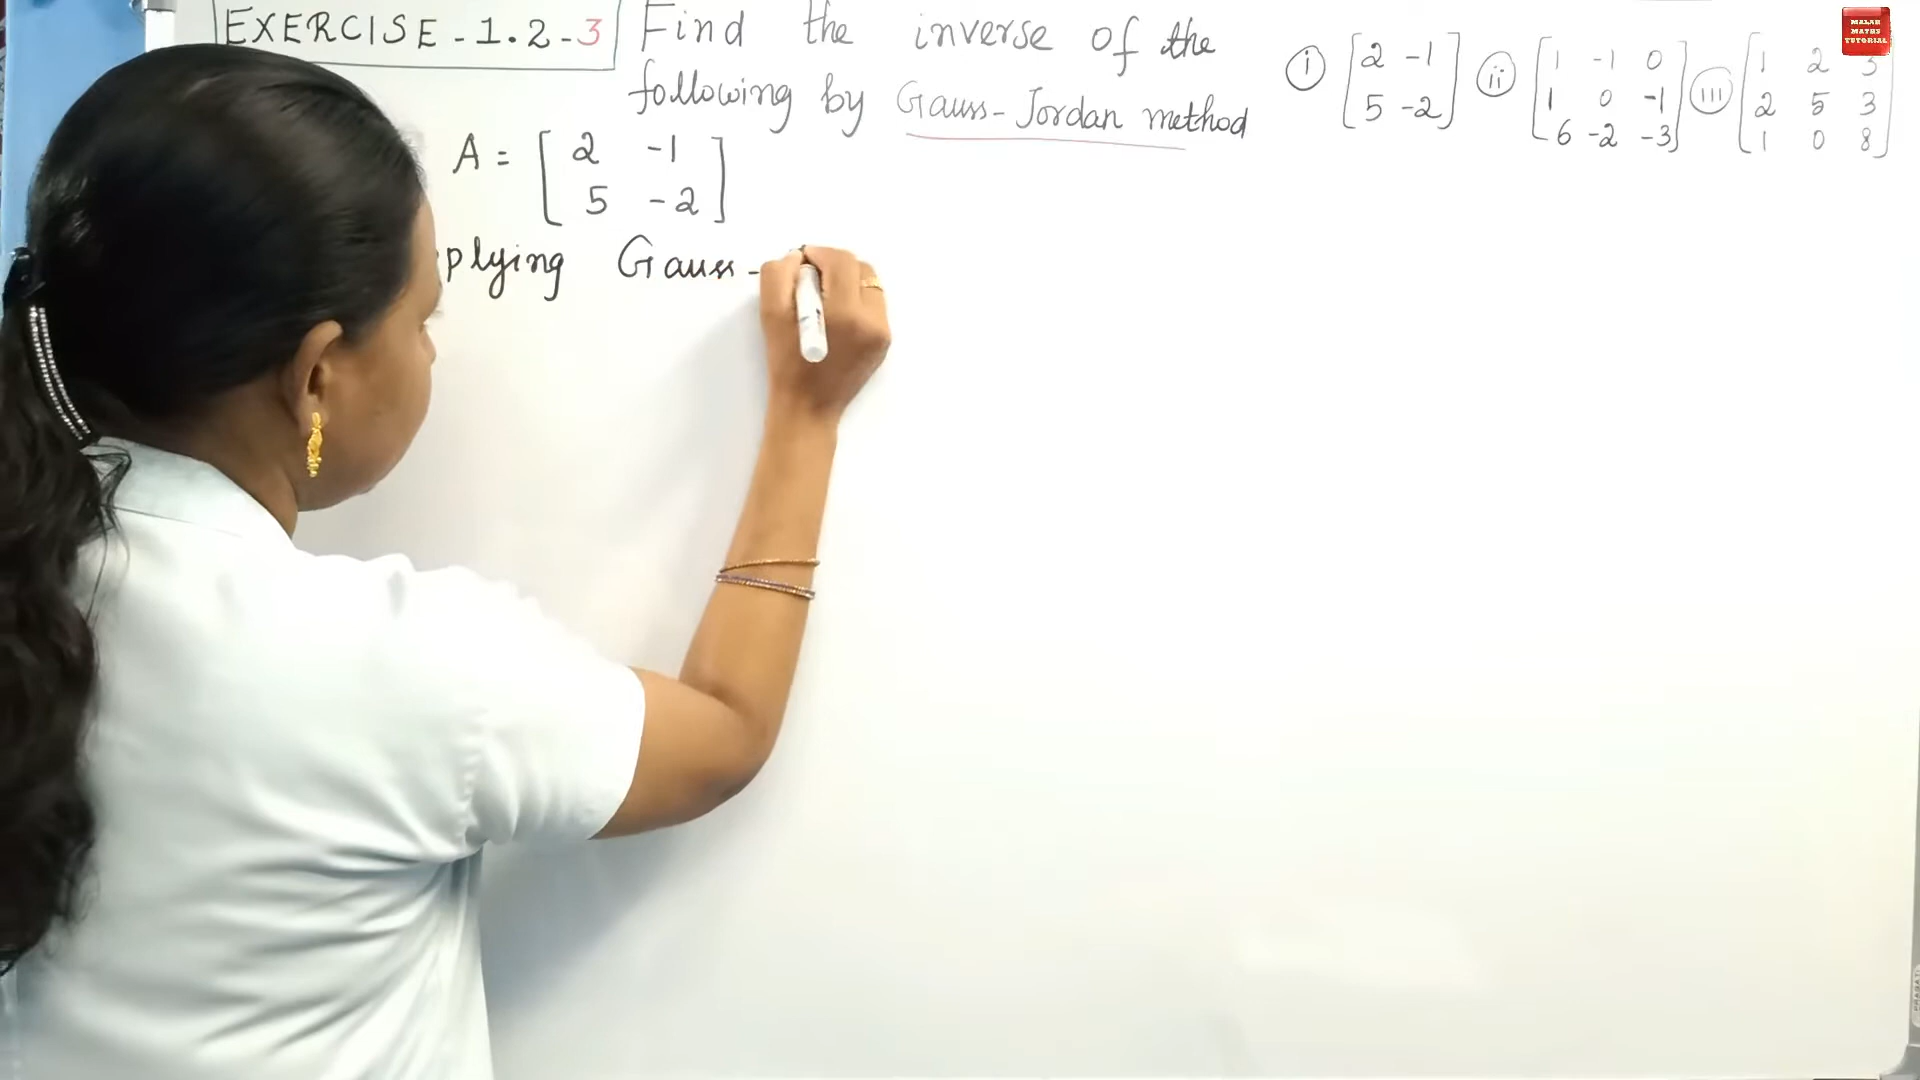 EXERCISE - 1.2 - 3
Find the inverse of the
following by Gauss-Jordan method
(i) [2 -1
5 -2]
(ii) [1 -1 0
1 0 -1
6 -2 -3]
(iii) [1 2 3
2 5 3
1 0 8]
A = [2 -1
5 -2]
plying Gauss-
MALAR
MATHS
TUTORIAL